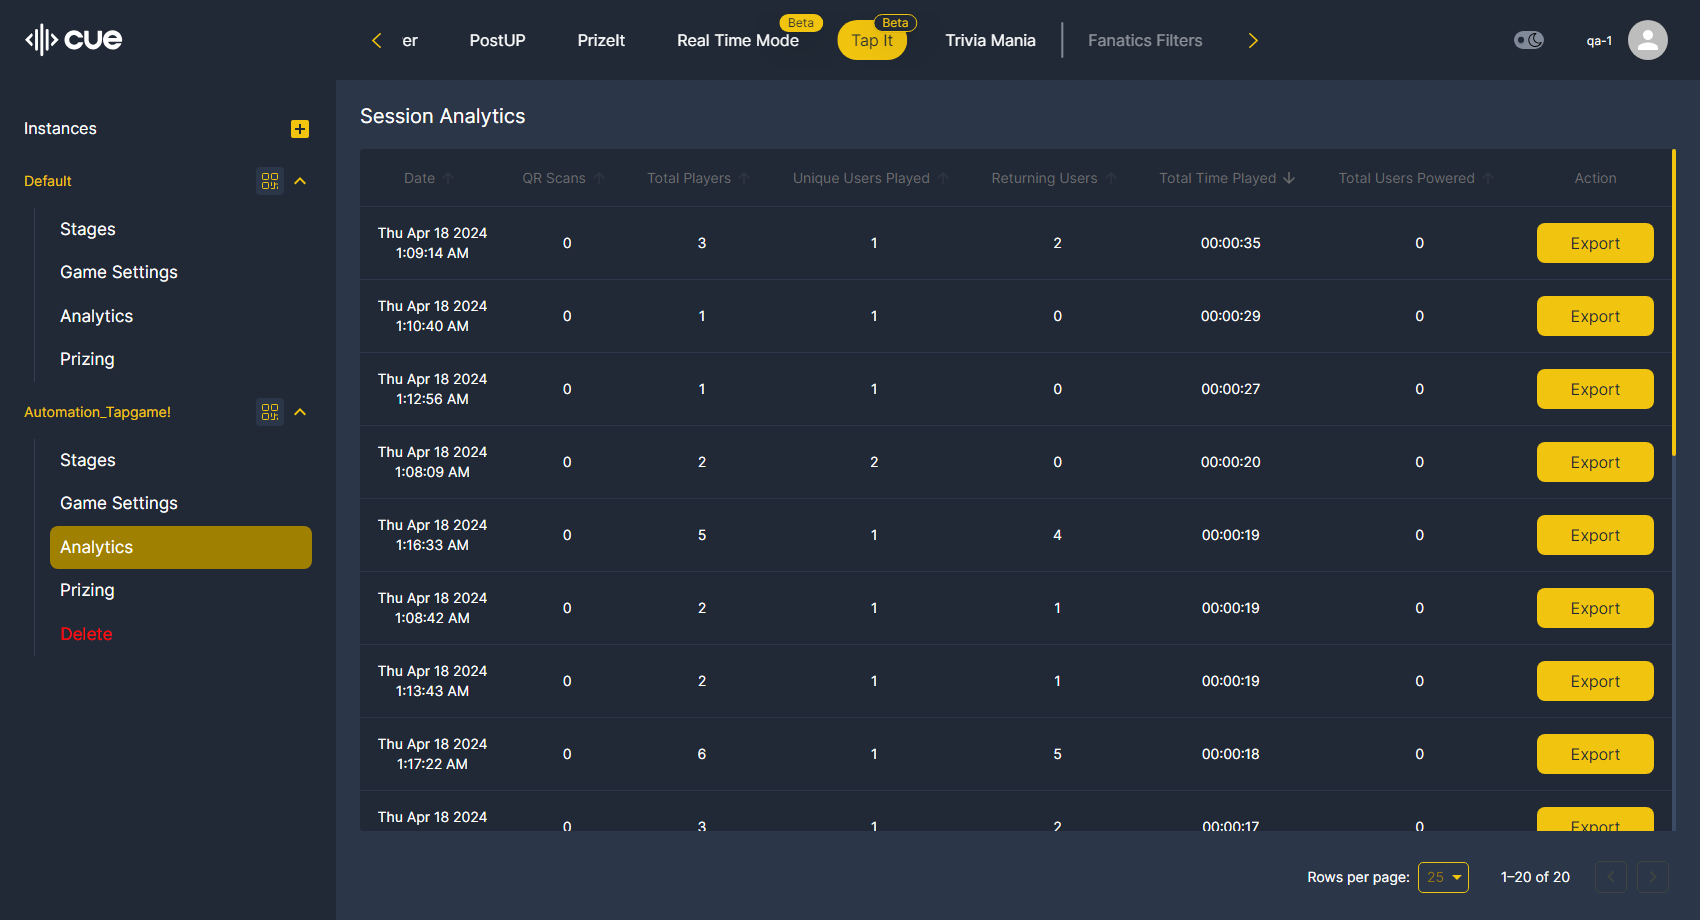 cue
er
PostUP
PrizeIt
Real Time Mode
Beta
Tap It
Beta
Trivia Mania
Fanatics Filters
qa-1
Instances
Default
Stages
Game Settings
Analytics
Prizing
Automation_Tapgame!
Stages
Game Settings
Analytics
Prizing
Delete
Session Analytics
Date QR Scans Total Players Unique Users Played Returning Users Total Time Played Total Users Powered Action
Thu Apr 18 2024
1:09:14 AM 0 3 1 2 00:00:35 0 Export
Thu Apr 18 2024
1:10:40 AM 0 1 1 0 00:00:29 0 Export
Thu Apr 18 2024
1:12:56 AM 0 1 1 0 00:00:27 0 Export
Thu Apr 18 2024
1:08:09 AM 0 2 2 0 00:00:20 0 Export
Thu Apr 18 2024
1:16:33 AM 0 5 1 4 00:00:19 0 Export
Thu Apr 18 2024
1:08:42 AM 0 2 1 1 00:00:19 0 Export
Thu Apr 18 2024
1:13:43 AM 0 2 1 1 00:00:19 0 Export
Thu Apr 18 2024
1:17:22 AM 0 6 1 5 00:00:18 0 Export
Thu Apr 18 2024
0 3 1 2 00:00:17 0 Export
Rows per page: 25 1–20 of 20